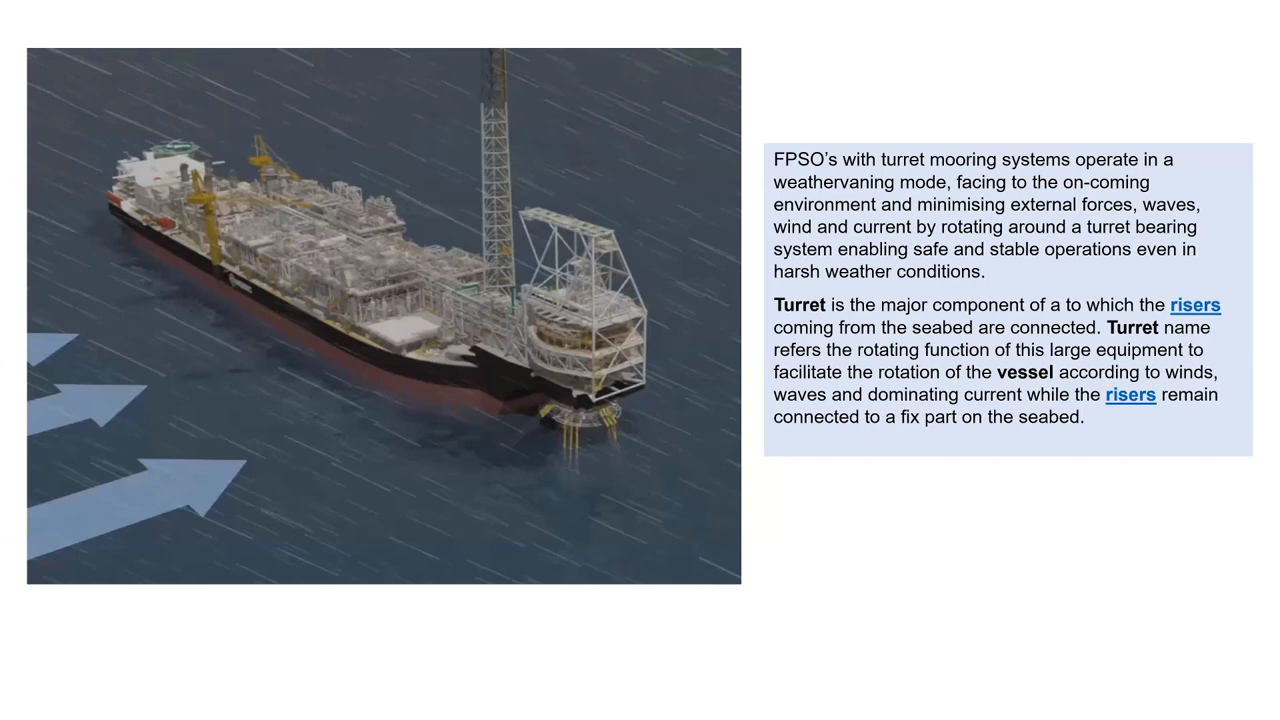 FPSO’s with turret mooring systems operate in a
weathervaning mode, facing to the on-coming
environment and minimising external forces, waves,
wind and current by rotating around a turret bearing
system enabling safe and stable operations even in
harsh weather conditions.
Turret is the major component of a to which the risers
coming from the seabed are connected. Turret name
refers the rotating function of this large equipment to
facilitate the rotation of the vessel according to winds,
waves and dominating current while the risers remain
connected to a fix part on the seabed.